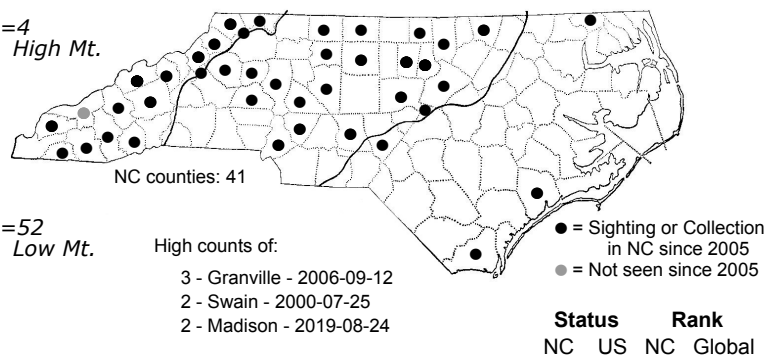 =4
High Mt.
NC counties: 41
=52
Low Mt.
High counts of:
3 - Granville - 2006-09-12
2 - Swain - 2000-07-25
2 - Madison - 2019-08-24
● = Sighting or Collection
in NC since 2005
● = Not seen since 2005
Status Rank
NC US NC Global